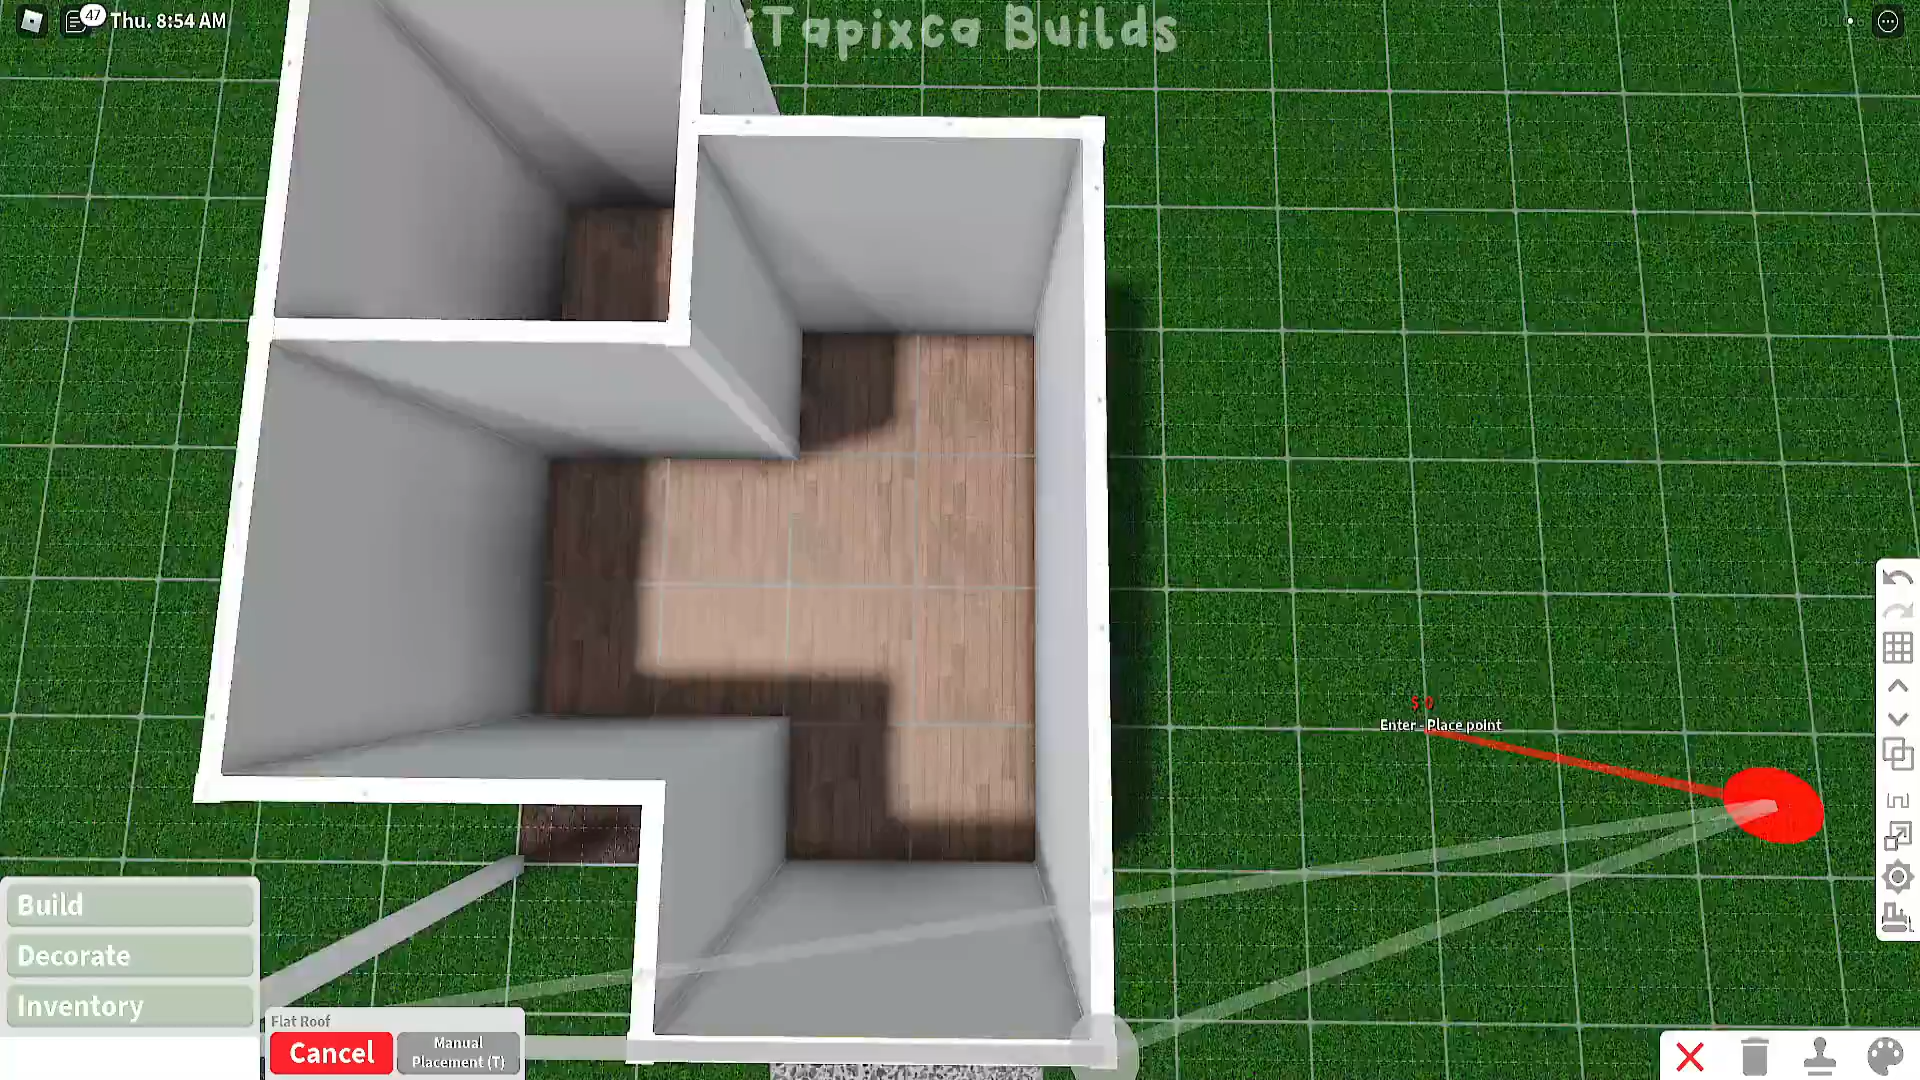 47 Thu. 8:54 AM
iTapixca Builds
$ 0
Enter - Place point
Build
Decorate
Inventory
Flat Roof
Cancel
Manual
Placement (T)